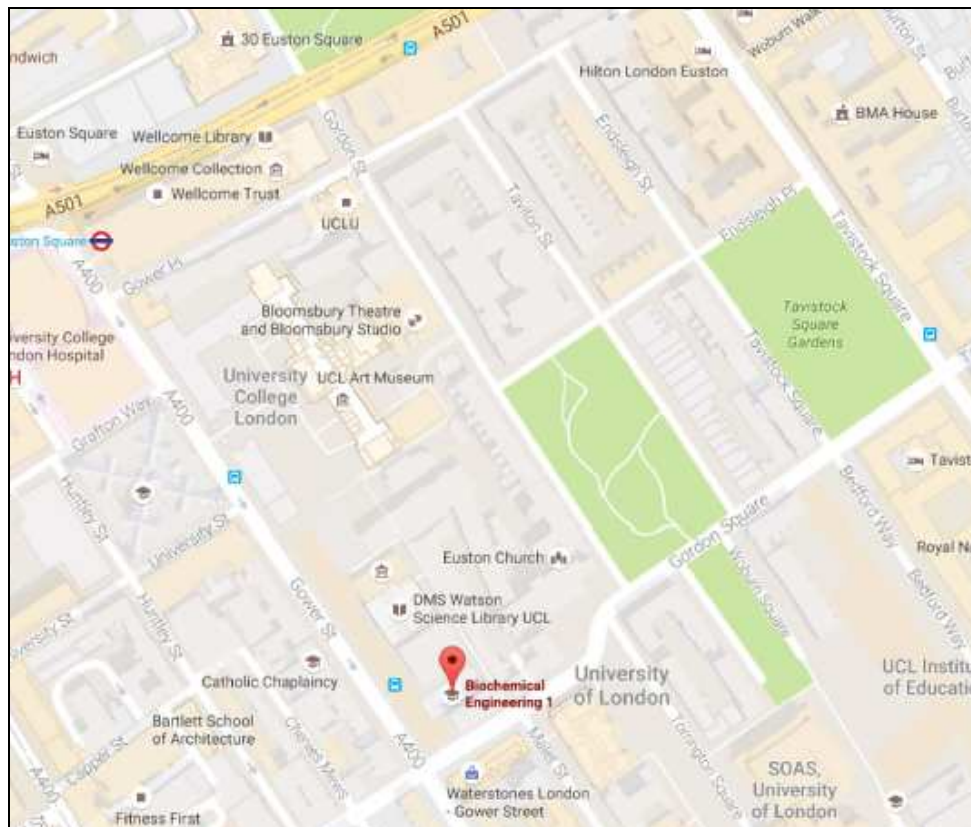 A501
30 Euston Square
ndwich
Woburn Walk
Hilton London Euston
BMA House
Euston Square
Wellcome Library
Gordon St
Endsleigh St
Wellcome Collection
Wellcome Trust
A501
UCLU
Taviton St
Endsleigh Pl
Tavistock Square
ston Square
Gower Pl
A400
Bloomsbury Theatre
and Bloomsbury Studio
Tavistock
Square
Gardens
iversity College
ndon Hospital
H
University
College
London
UCL Art Museum
Tavistock Square
A400
Grafton Way
Tavist
Huntley St
University St
Gordon Square
Bedford Way
Royal N
Euston Church
Woburn Square
Bedford Way
DMS Watson
Science Library UCL
Gower St
niversity St
Huntley St
Catholic Chaplaincy
Biochemical
Engineering 1
University
of London
UCL Institu
of Educatio
Bartlett School
of Architecture
Chenies Mews
A400
Malet St
Torrington Square
Capper St
A400
Waterstones London
- Gower Street
SOAS,
University
of London
Fitness First